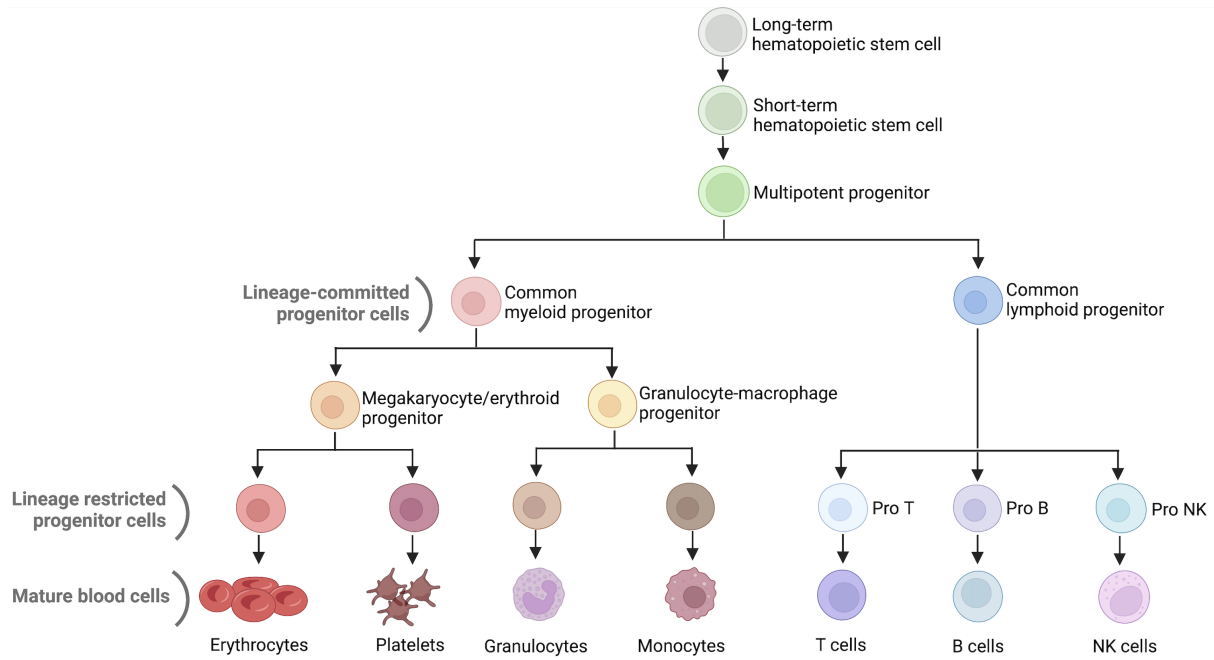 Long-term
hematopoietic stem cell
Short-term
hematopoietic stem cell
Multipotent progenitor
Lineage-committed
progenitor cells
Common
myeloid progenitor
Common
lymphoid progenitor
Megakaryocyte/erythroid
progenitor
Granulocyte-macrophage
progenitor
Lineage restricted
progenitor cells
Pro T
Pro B
Pro NK
Mature blood cells
Erythrocytes
Platelets
Granulocytes
Monocytes
T cells
B cells
NK cells